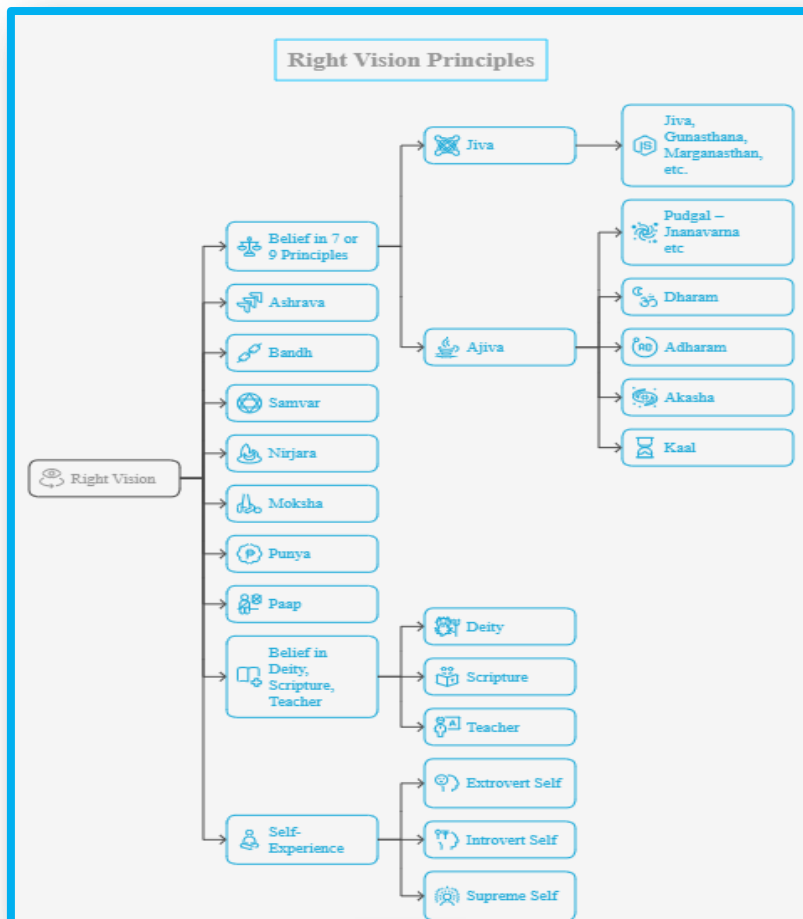 Right Vision Principles
Jiva
Jiva,
Gunasthana,
Marganasthan,
etc.
Belief in 7 or
9 Principles
Pudgal –
Jnanavarna
etc
Ashrava
Dharam
Bandh
Ajiva
Adharam
Samvar
Akasha
Nirjara
Kaal
Right Vision
Moksha
Punya
Paap
Belief in
Deity,
Scripture,
Teacher
Deity
Scripture
Teacher
Self-
Experience
Extrovert Self
Introvert Self
Supreme Self